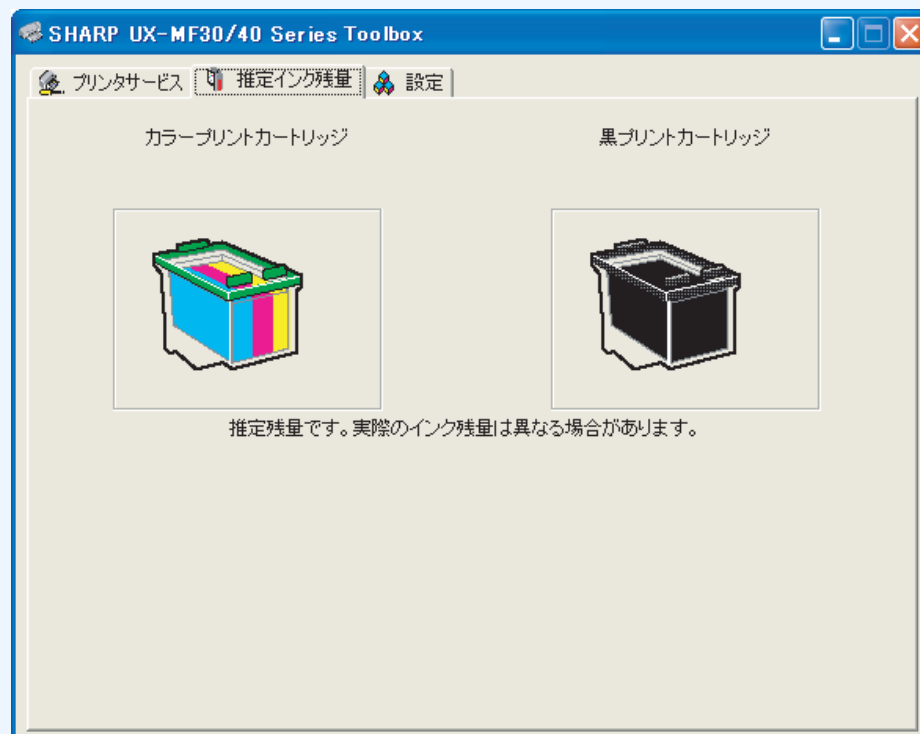 SHARP UX-MF30/40 Series Toolbox
プリンタサービス 推定インク残量 設定
カラープリントカートリッジ 黒プリントカートリッジ
推定残量です。実際のインク残量は異なる場合があります。